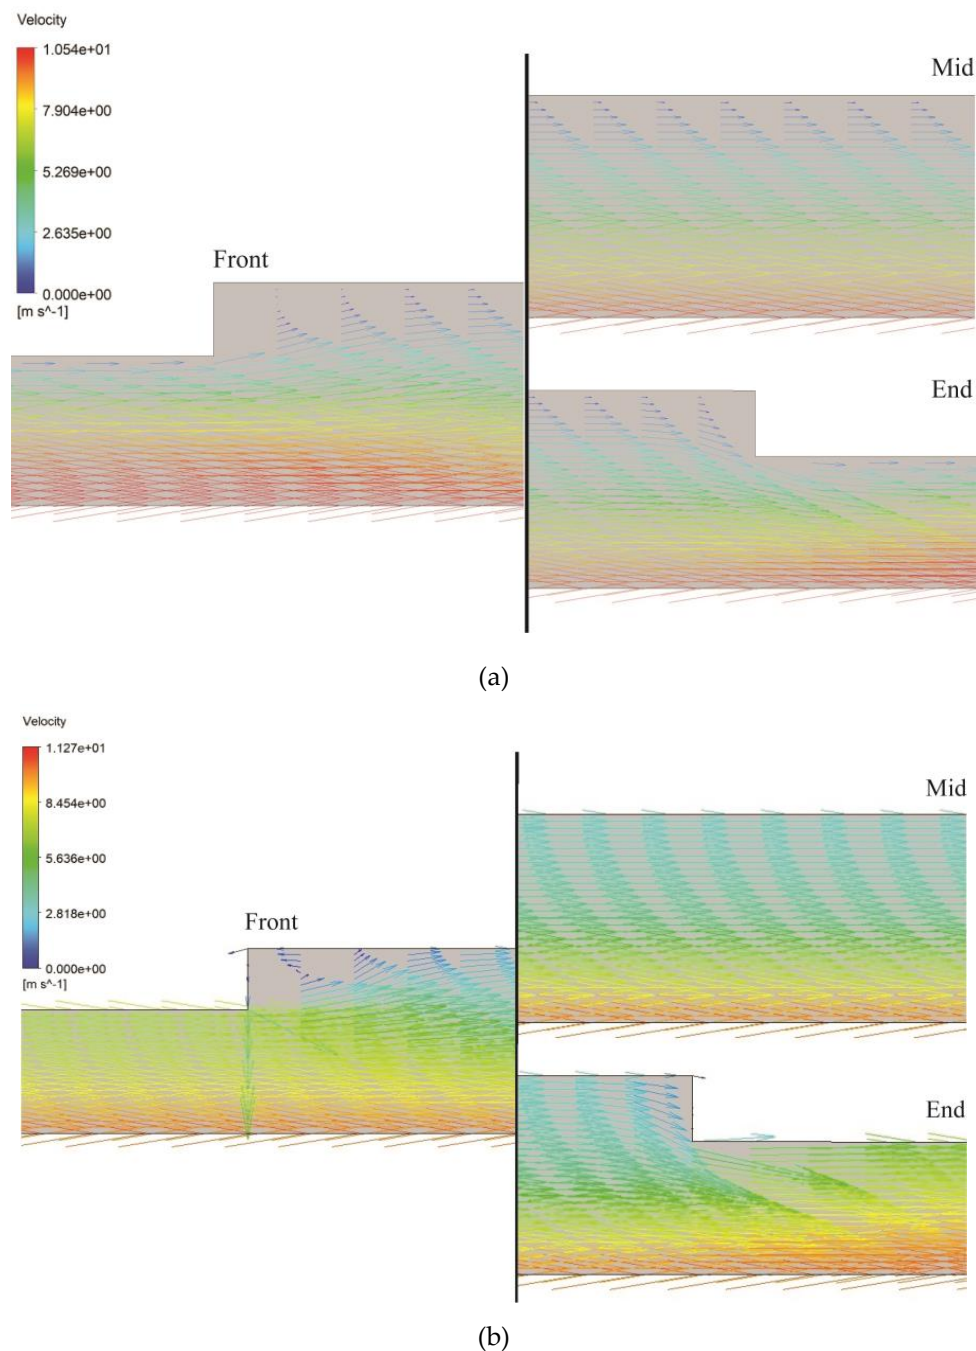 Velocity
1.054e+01
7.904e+00
5.269e+00
2.635e+00
0.000e+00
[m s^-1]
Front
Mid
End
(a)
Velocity
1.127e+01
8.454e+00
5.636e+00
2.818e+00
0.000e+00
[m s^-1]
Front
Mid
End
(b)